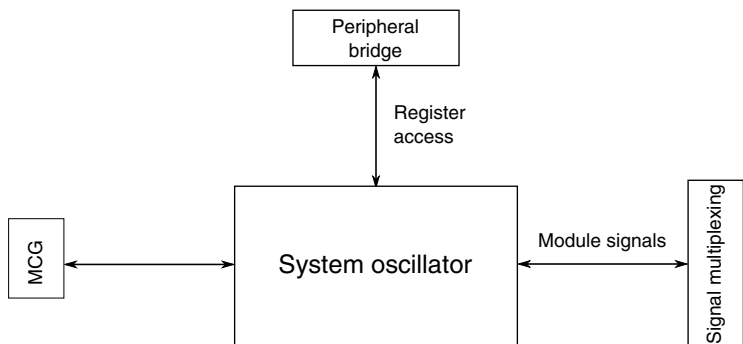 Peripheral
bridge
Register
access
MCG
System oscillator
Module signals
Signal multiplexing